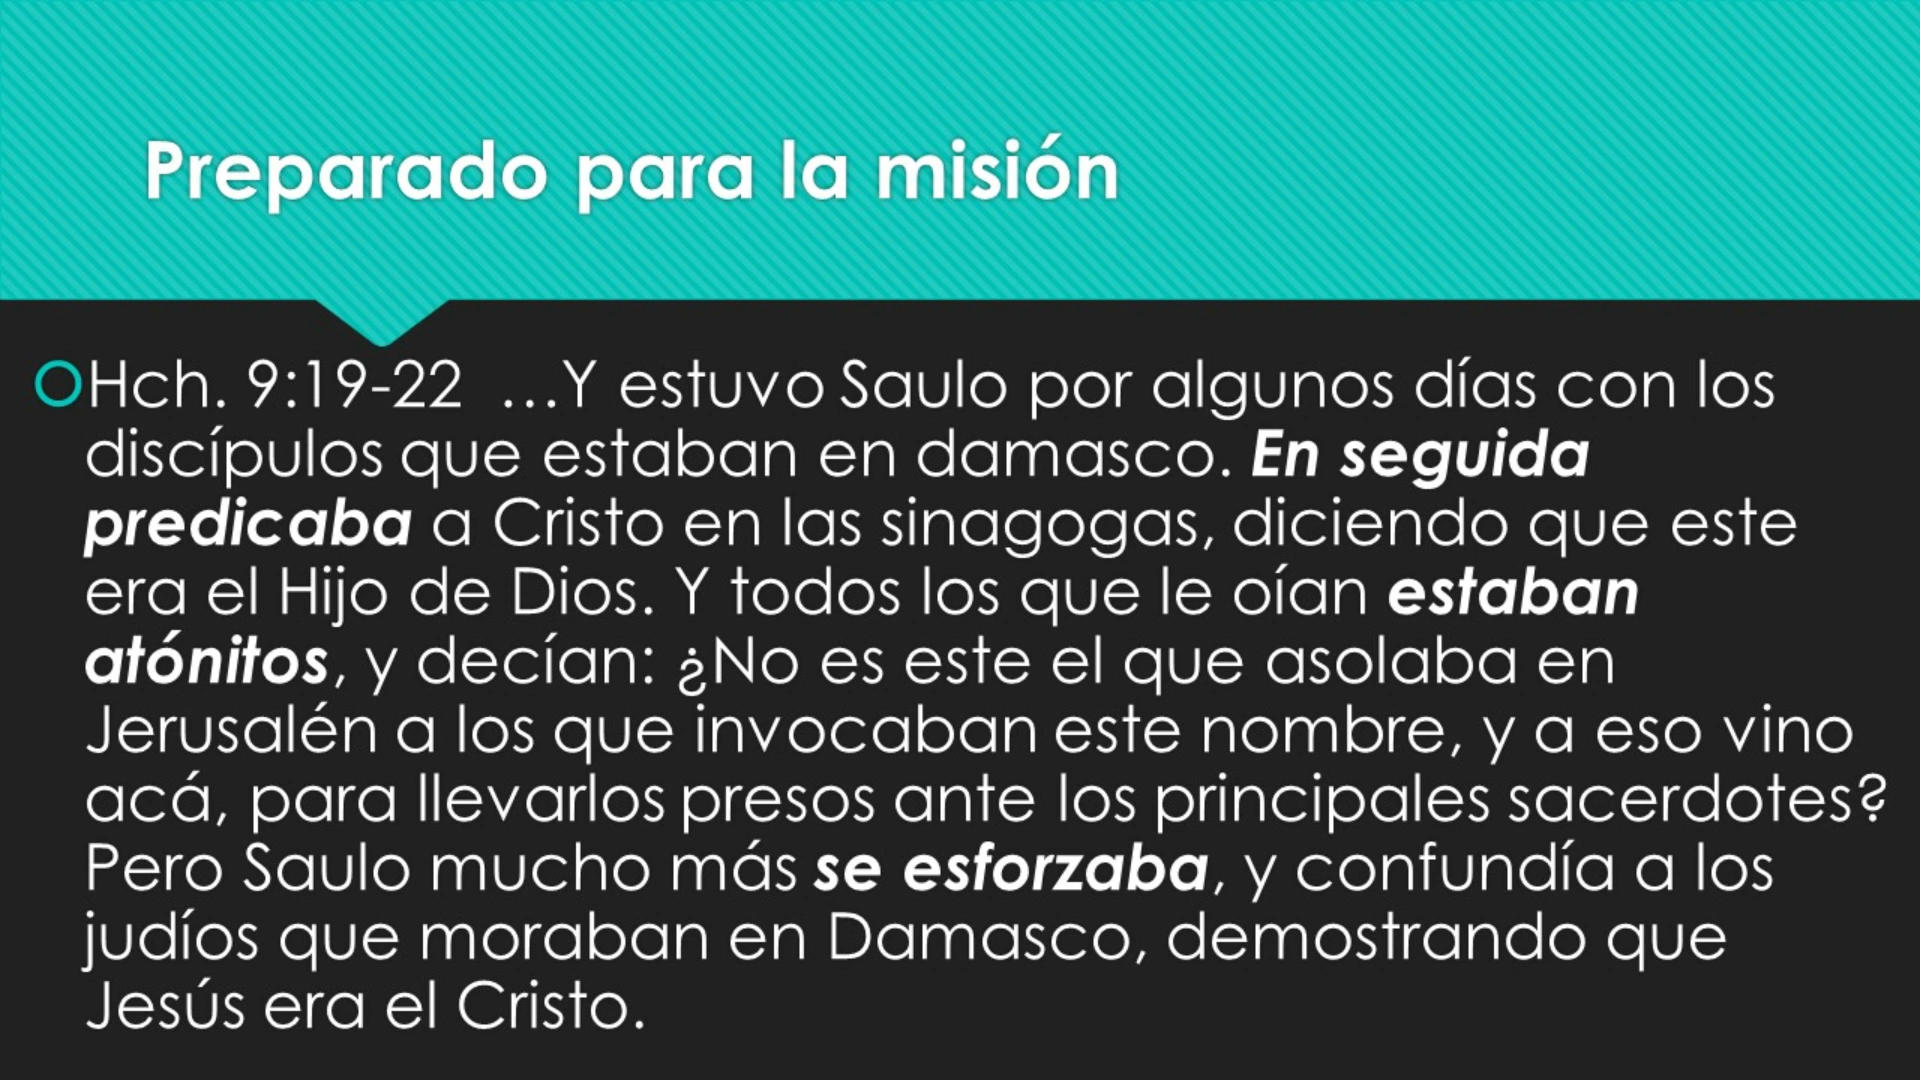 Preparado para la misión
Hch. 9:19-22 …Y estuvo Saulo por algunos días con los
discípulos que estaban en damasco. En seguida
predicaba a Cristo en las sinagogas, diciendo que este
era el Hijo de Dios. Y todos los que le oían estaban
atónitos, y decían: ¿No es este el que asolaba en
Jerusalén a los que invocaban este nombre, y a eso vino
acá, para llevarlos presos ante los principales sacerdotes?
Pero Saulo mucho más se esforzaba, y confundía a los
judíos que moraban en Damasco, demostrando que
Jesús era el Cristo.